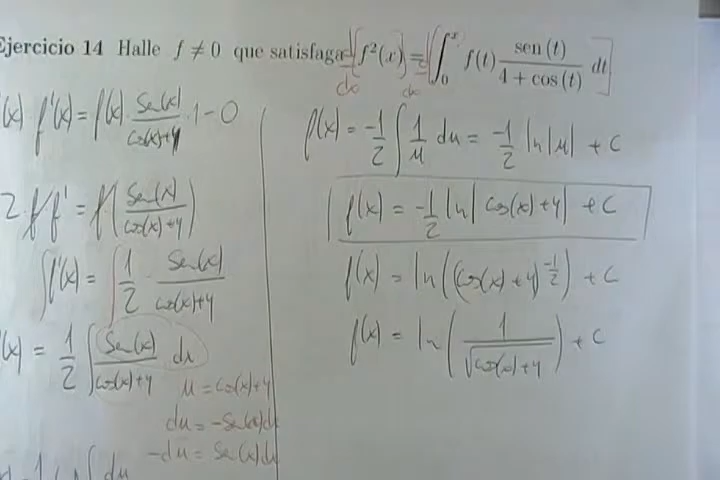 Ejercicio 14 Halle f ≠ 0 que satisfaga d/dx [f²(x)] = d/dx [∫₀ˣ f(t) sen(t)/(4+cos(t)) dt]
(x) f'(x) = f(x) Sen(x)/(cos(x)+4) · 1 - 0
2 f f' = f (Sen(x)/(cos(x)+4))
∫f'(x) = ∫ 1/2 Sen(x)/(cos(x)+4)
(x) = 1/2 ∫ Sen(x)/(cos(x)+4) dx
u = cos(x)+4
du = -Sen(x)dx
-du = Sen(x)dx
f(x) = -1/2 ∫ 1/u du = -1/2 ln|u| + C
f(x) = -1/2 ln|cos(x)+4| + C
f(x) = ln((cos(x)+4)^(-1/2)) + C
f(x) = ln(1/√(cos(x)+4)) + C